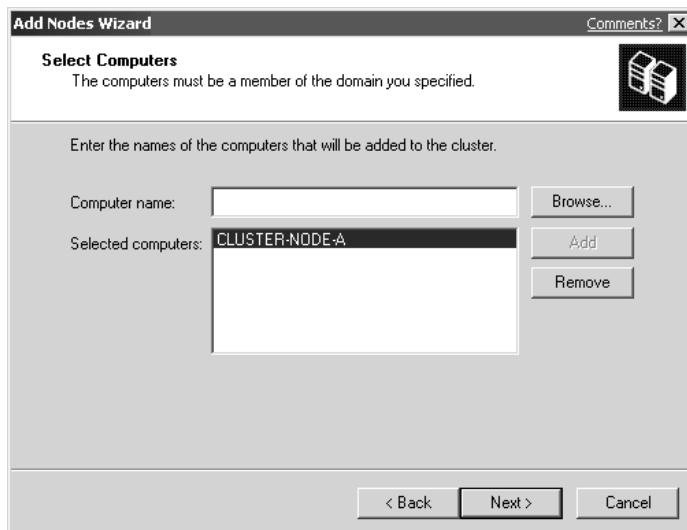 Add Nodes Wizard Comments?
Select Computers
The computers must be a member of the domain you specified.
Enter the names of the computers that will be added to the cluster.
Computer name: Browse...
Selected computers: CLUSTER-NODE-A Add
Remove
< Back Next > Cancel